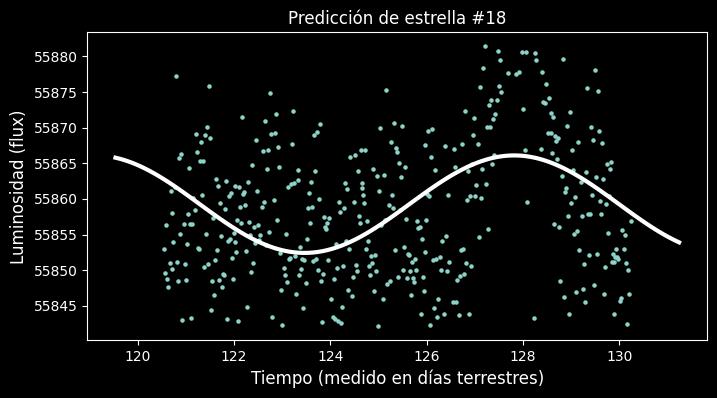 Predicción de estrella #18
Luminosidad (flux)
55880
55875
55870
55865
55860
55855
55850
55845
120 122 124 126 128 130
Tiempo (medido en días terrestres)